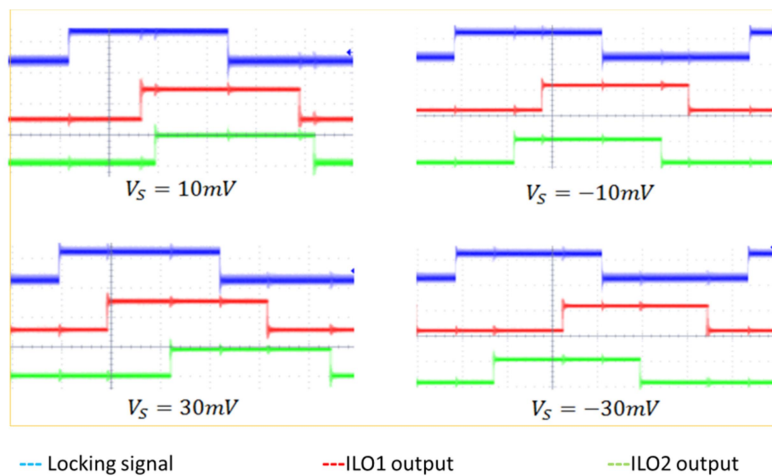 V_S = 10mV
V_S = −10mV
V_S = 30mV
V_S = −30mV
--- Locking signal
---ILO1 output
---ILO2 output